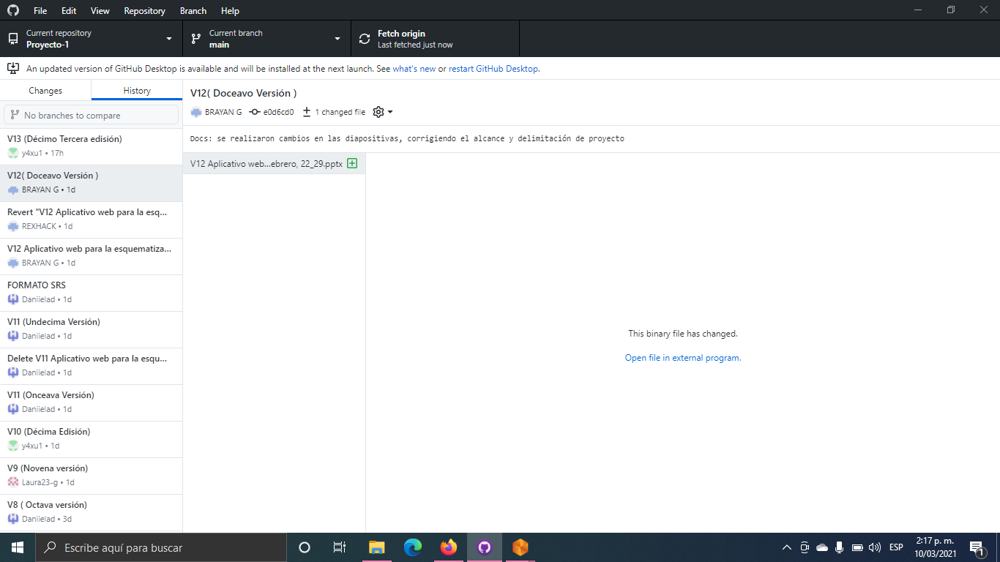 File Edit View Repository Branch Help
Current repository
Proyecto-1
Current branch
main
Fetch origin
Last fetched just now
An updated version of GitHub Desktop is available and will be installed at the next launch. See what's new or restart GitHub Desktop.
Changes
History
No branches to compare
V13 (Décimo Tercera edisión)
y4xu1 • 17h
V12( Doceavo Versión )
BRAYAN G • 1d
Revert "V12 Aplicativo web para la esq...
REXHACK • 1d
V12 Aplicativo web para la esquematiza...
BRAYAN G • 1d
FORMATO SRS
Daniielad • 1d
V11 (Undecima Versión)
Daniielad • 1d
Delete V11 Aplicativo web para la esqu...
Daniielad • 1d
V11 (Onceava Versión)
Daniielad • 1d
V10 (Décima Edisión)
y4xu1 • 1d
V9 (Novena versión)
Laura23-g • 1d
V8 ( Octava versión)
Daniielad • 3d
V12( Doceavo Versión )
BRAYAN G e0d6cd0 1 changed file
Docs: se realizaron cambios en las diapositivas, corrigiendo el alcance y delimitación de proyecto
V12 Aplicativo web...ebrero, 22_29.pptx
This binary file has changed.
Open file in external program.
Escribe aquí para buscar
ESP
2:17 p. m.
10/03/2021
1